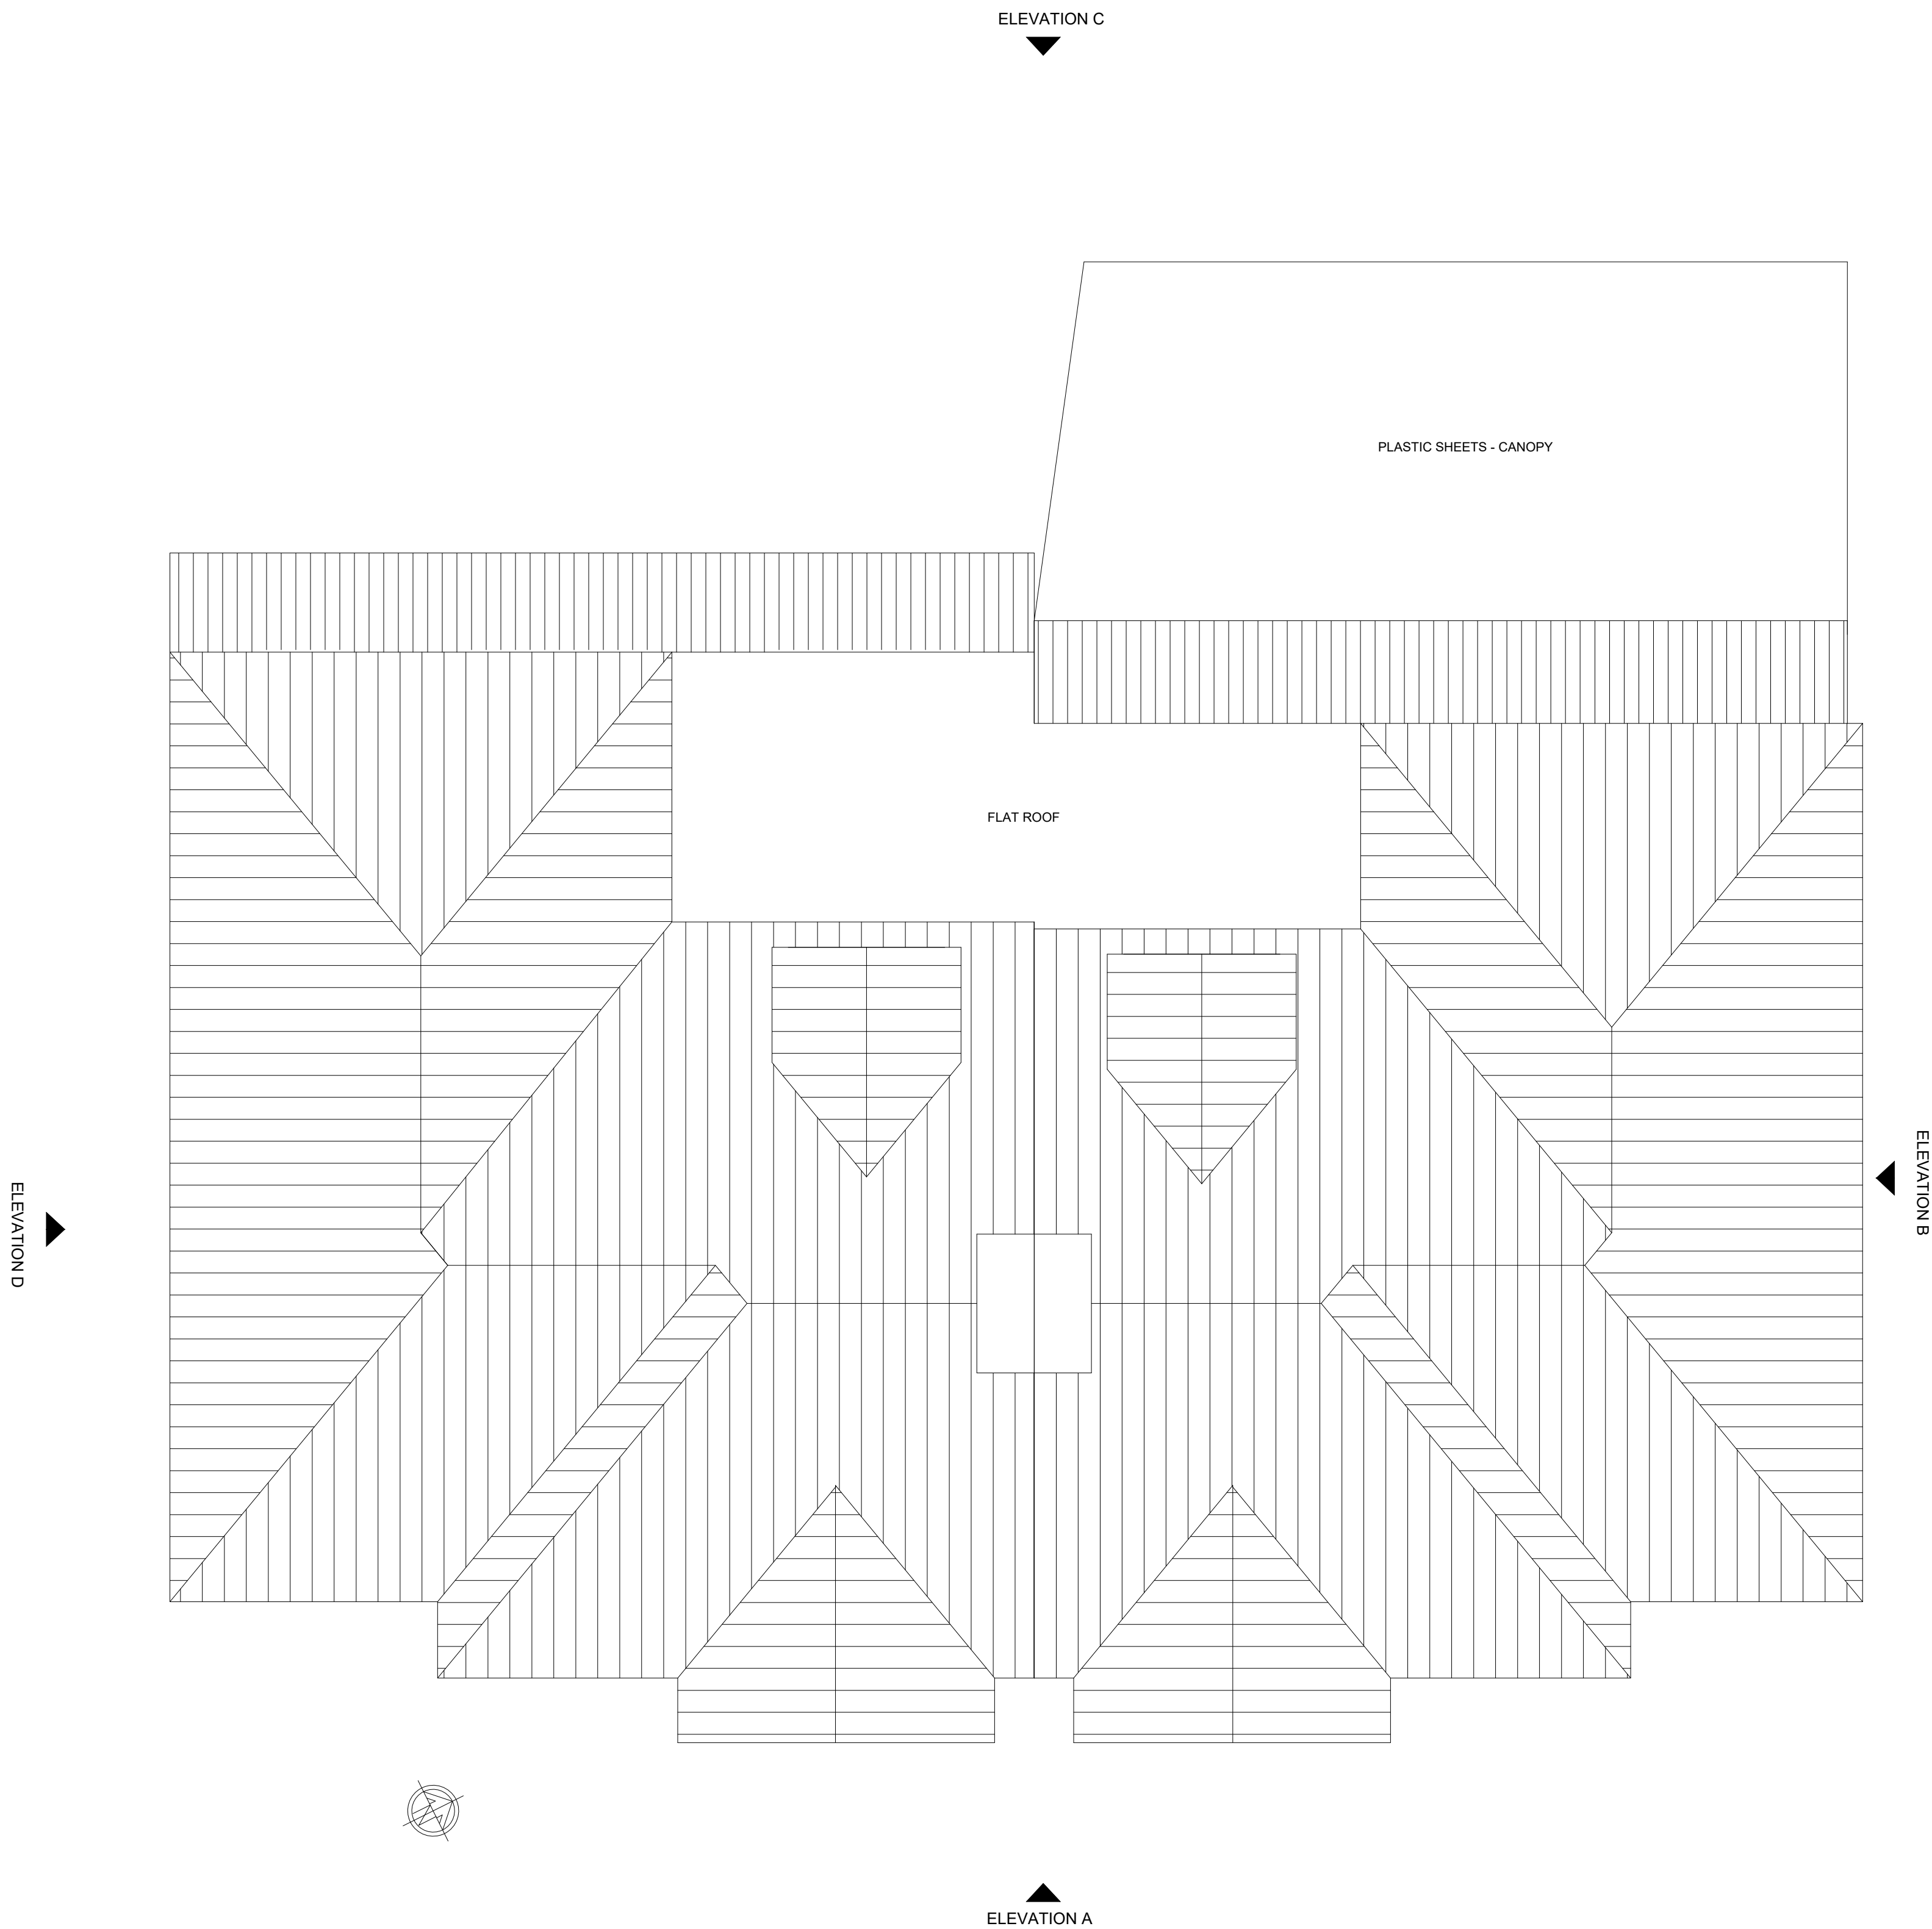 ELEVATION C
PLASTIC SHEETS - CANOPY
FLAT ROOF
ELEVATION D
ELEVATION B
ELEVATION A